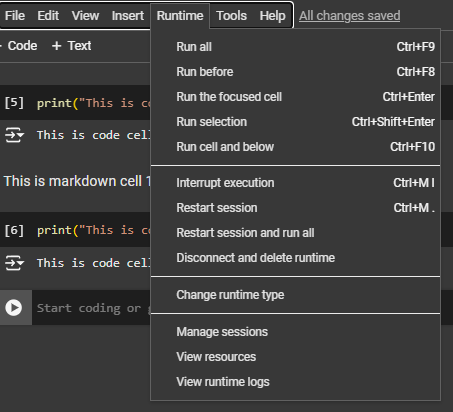 File Edit View Insert Runtime Tools Help All changes saved
Code + Text
Run all Ctrl+F9
Run before Ctrl+F8
Run the focused cell Ctrl+Enter
Run selection Ctrl+Shift+Enter
Run cell and below Ctrl+F10
Interrupt execution Ctrl+M I
Restart session Ctrl+M .
Restart session and run all
Disconnect and delete runtime
Change runtime type
Manage sessions
View resources
View runtime logs
[5] print("This is co
This is code cell
This is markdown cell 1
[6] print("This is co
This is code cell
Start coding or